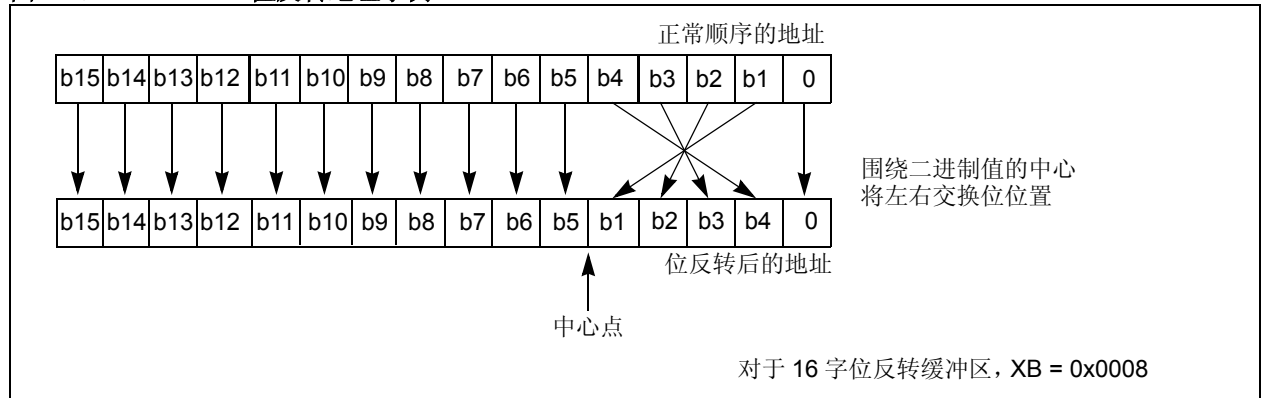 正常顺序的地址
b15 b14 b13 b12 b11 b10 b9 b8 b7 b6 b5 b4 b3 b2 b1 0
围绕二进制值的中心
将左右交换位位置
b15 b14 b13 b12 b11 b10 b9 b8 b7 b6 b5 b1 b2 b3 b4 0
位反转后的地址
中心点
对于 16 字位反转缓冲区，XB = 0x0008